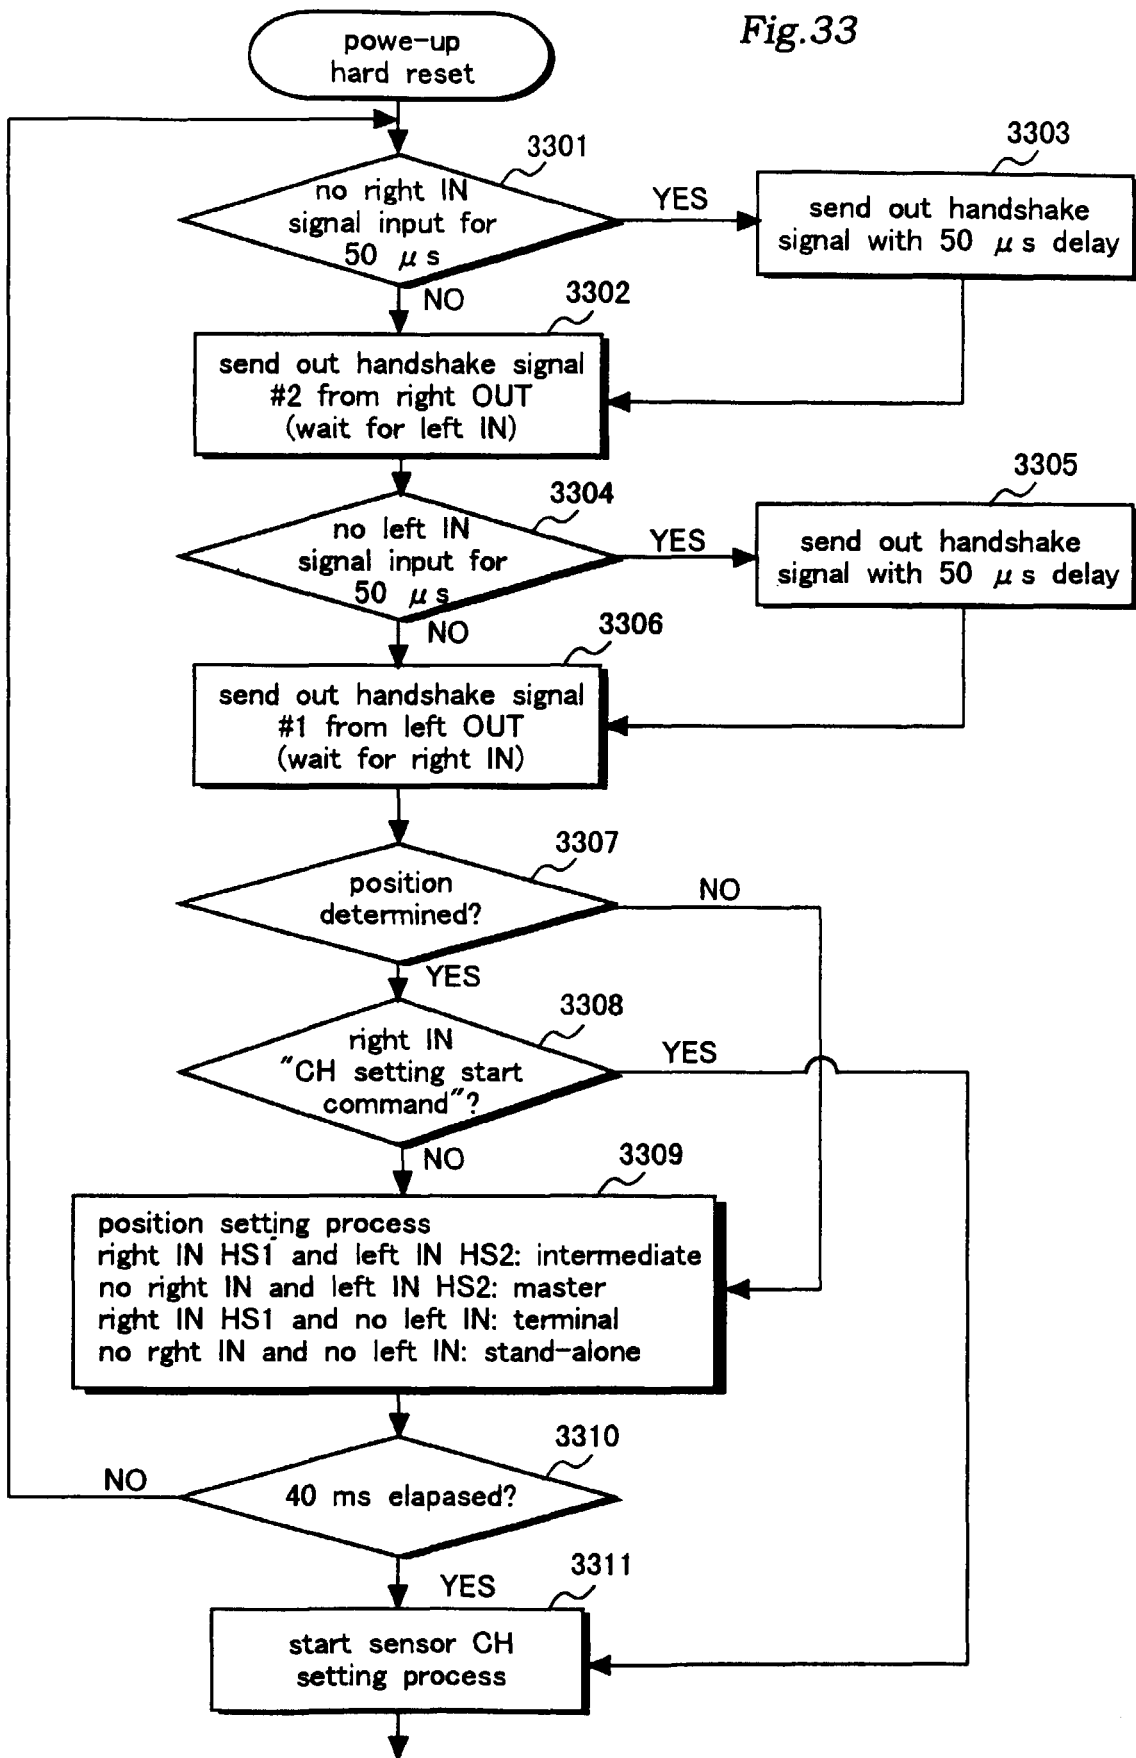 Fig.33
powe-up
hard reset
3301
no right IN
signal input for
50 μs
YES
NO
3303
send out handshake
signal with 50 μs delay
3302
send out handshake signal
#2 from right OUT
(wait for left IN)
3304
no left IN
signal input for
50 μs
YES
NO
3305
send out handshake
signal with 50 μs delay
3306
send out handshake signal
#1 from left OUT
(wait for right IN)
3307
position
determined?
NO
YES
3308
right IN
"CH setting start
command"?
YES
NO
3309
position setting process
right IN HS1 and left IN HS2: intermediate
no right IN and left IN HS2: master
right IN HS1 and no left IN: terminal
no rght IN and no left IN: stand-alone
3310
40 ms elapased?
NO
YES
3311
start sensor CH
setting process